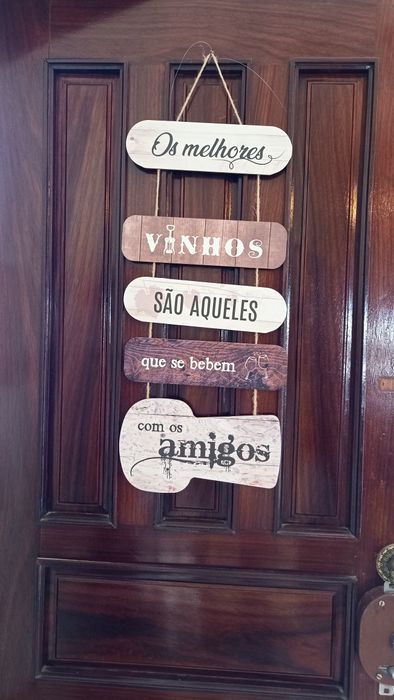 Os melhores
VINHOS
SÃO AQUELES
que se bebem
com os
amigos